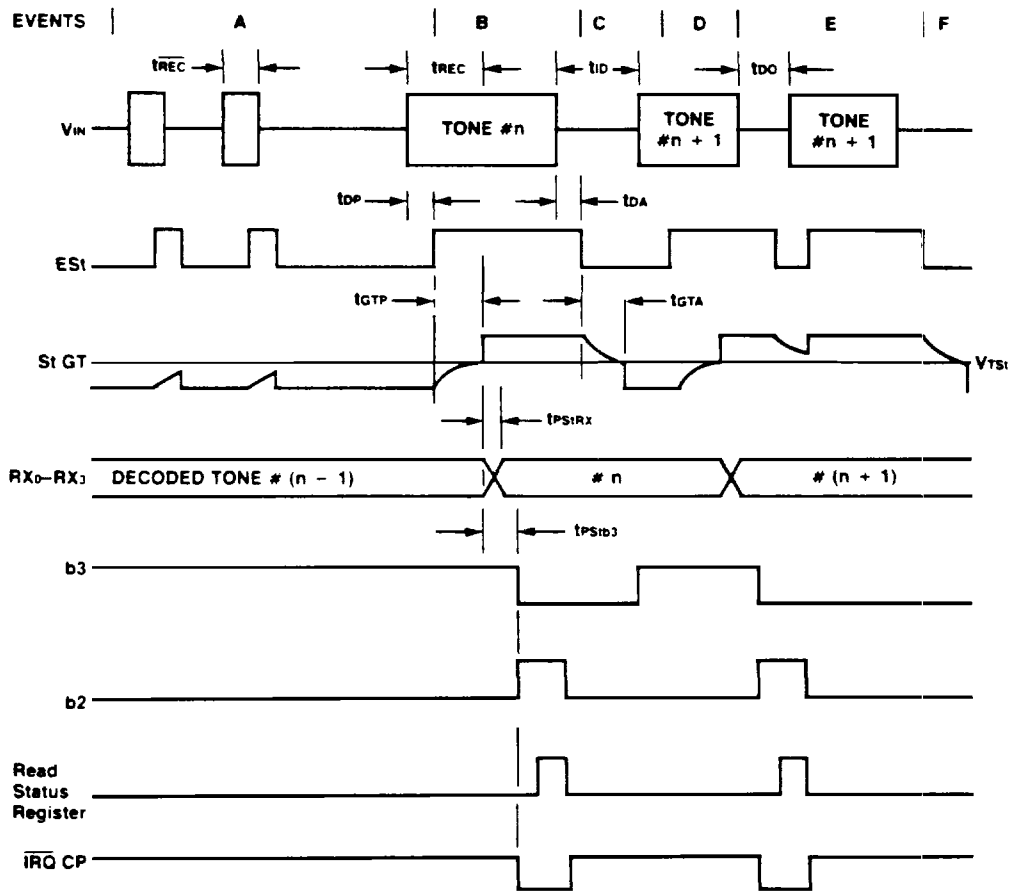 EVENTS | A | B | C | D | E | F
tREC tREC tID tDO
VIN TONE #n TONE #n + 1 TONE #n + 1
tDP tDA
ESt
tGTP tGTA
St GT VTSt
tPStRX
RX0–RX3 DECODED TONE # (n − 1) # n # (n + 1)
tPStb3
b3
b2
Read
Status
Register
IRQ CP